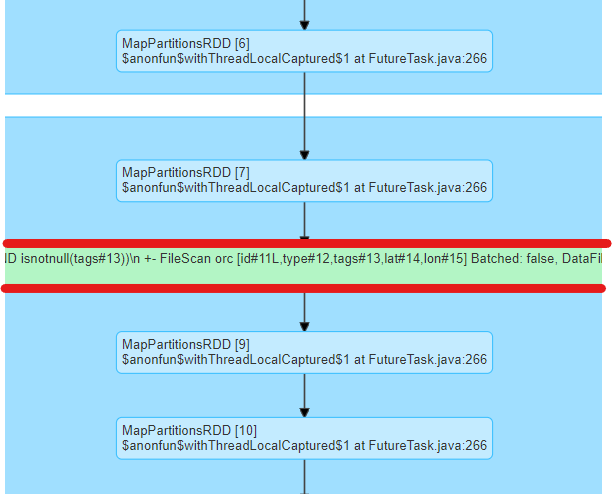 MapPartitionsRDD [6]
$anonfun$withThreadLocalCaptured$1 at FutureTask.java:266
MapPartitionsRDD [7]
$anonfun$withThreadLocalCaptured$1 at FutureTask.java:266
ND isnotnull(tags#13))\n +- FileScan orc [id#11L,type#12,tags#13,lat#14,lon#15] Batched: false, DataFil
MapPartitionsRDD [9]
$anonfun$withThreadLocalCaptured$1 at FutureTask.java:266
MapPartitionsRDD [10]
$anonfun$withThreadLocalCaptured$1 at FutureTask.java:266